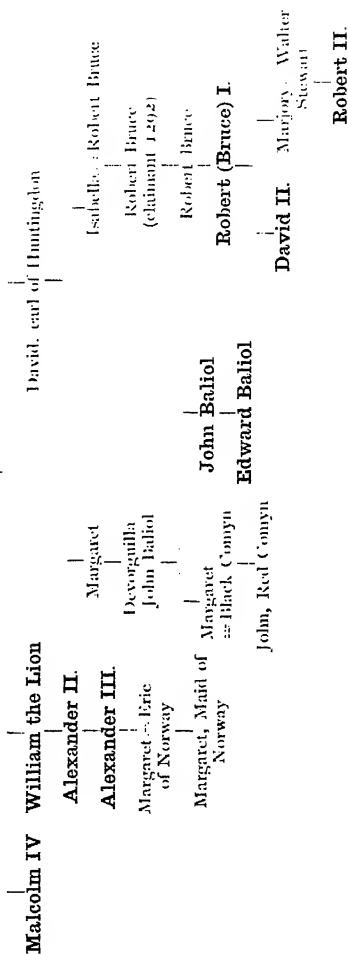 Malcolm IV William the Lion David, earl of Huntingdon
Alexander II. Margaret Isabella = Robert Bruce
Alexander III. Devorguilla Robert Bruce
John Baliol (claimant 1292)
Margaret = Eric
of Norway Robert Bruce
Margaret, Maid of Margaret John Baliol Robert (Bruce) I.
Norway = Black Comyn
John, Red Comyn Edward Baliol
David II. Marjory = Walter
Stewart
Robert II.